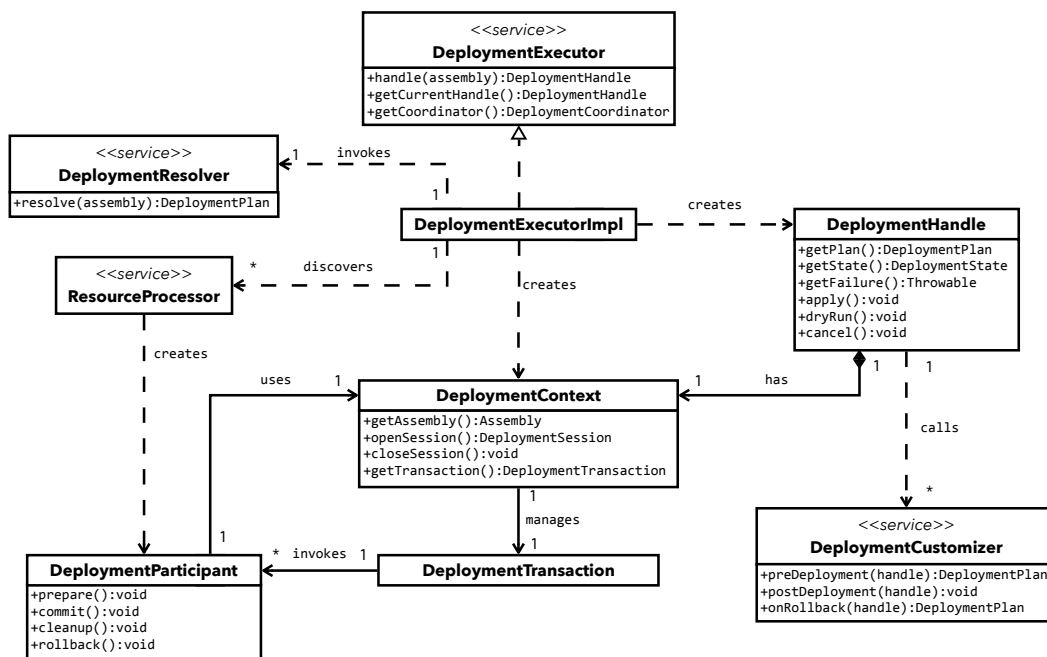 <<service>>
DeploymentExecutor
+handle(assembly):DeploymentHandle
+getCurrentHandle():DeploymentHandle
+getCoordinator():DeploymentCoordinator
<<service>>
DeploymentResolver
+resolve(assembly):DeploymentPlan
1
invokes
1
DeploymentExecutorImpl
1
creates
DeploymentHandle
+getPlan():DeploymentPlan
+getState():DeploymentState
+getFailure():Throwable
+apply():void
+dryRun():void
+cancel():void
<<service>>
ResourceProcessor
*
discovers
creates
creates
uses
1
DeploymentContext
+getAssembly():Assembly
+openSession():DeploymentSession
+closeSession():void
+getTransaction():DeploymentTransaction
1
has
1
1
calls
*
1
manages
1
<<service>>
DeploymentCustomizer
+preDeployment(handle):DeploymentPlan
+postDeployment(handle):void
+onRollback(handle):DeploymentPlan
1
DeploymentParticipant
+prepare():void
+commit():void
+cleanup():void
+rollback():void
*
invokes
1
DeploymentTransaction